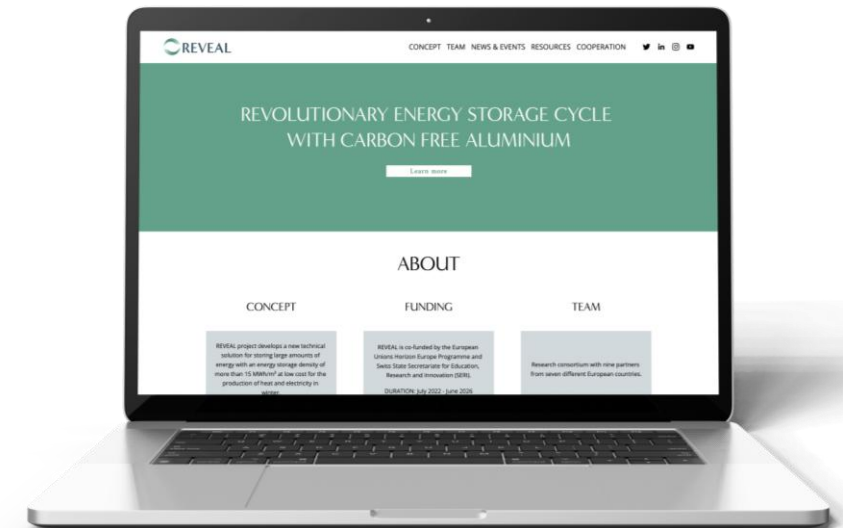 REVEAL
CONCEPT TEAM NEWS & EVENTS RESOURCES COOPERATION
REVOLUTIONARY ENERGY STORAGE CYCLE
WITH CARBON FREE ALUMINIUM
Learn more
ABOUT
CONCEPT
REVEAL project develops a new technical
solution for storing large amounts of
energy with an energy storage density of
more than 15 MWh/m³ at low cost for the
production of heat and electricity in
winter.
FUNDING
REVEAL is co-funded by the European
Unions Horizon Europe Programme and
Swiss State Secretariate for Education,
Research and Innovation (SERI).
DURATION: July 2022 - June 2026
TEAM
Research consortium with nine partners
from seven different European countries.